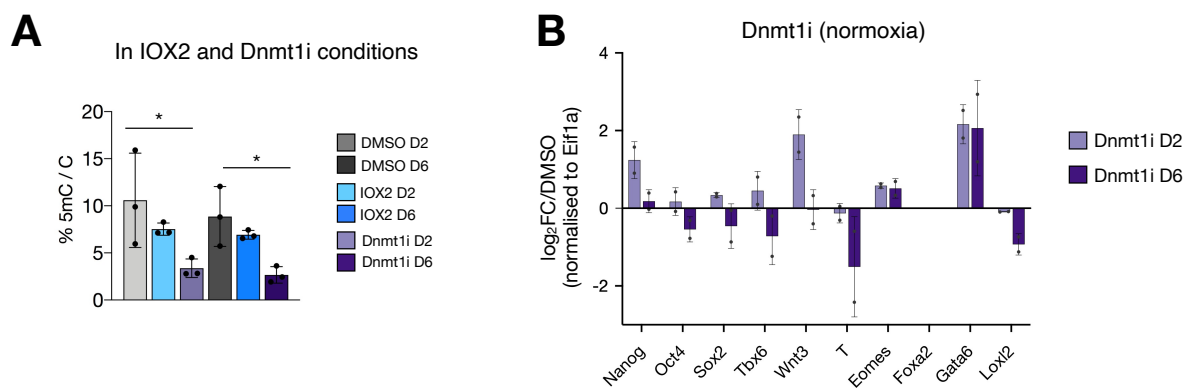 A
In IOX2 and Dnmt1i conditions
% 5mC / C
20
15
10
5
0
*
*
DMSO D2
DMSO D6
IOX2 D2
IOX2 D6
Dnmt1i D2
Dnmt1i D6
B
Dnmt1i (normoxia)
log₂FC/DMSO
(normalised to Eif1a)
4
2
0
-2
Nanog
Oct4
Sox2
Tbx6
Wnt3
T
Eomes
Foxa2
Gata6
Loxl2
Dnmt1i D2
Dnmt1i D6